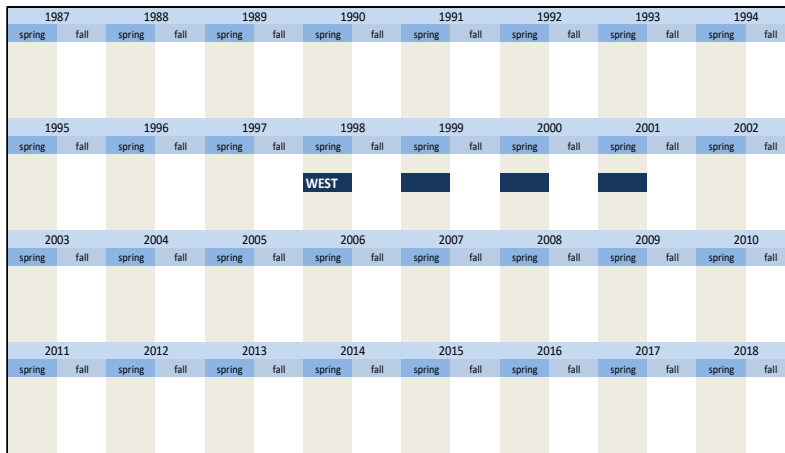 1987 1988 1989 1990 1991 1992 1993 1994
spring fall spring fall spring fall spring fall spring fall spring fall spring fall spring fall
1995 1996 1997 1998 1999 2000 2001 2002
spring fall spring fall spring fall spring fall spring fall spring fall spring fall spring fall
WEST
2003 2004 2005 2006 2007 2008 2009 2010
spring fall spring fall spring fall spring fall spring fall spring fall spring fall spring fall
2011 2012 2013 2014 2015 2016 2017 2018
spring fall spring fall spring fall spring fall spring fall spring fall spring fall spring fall